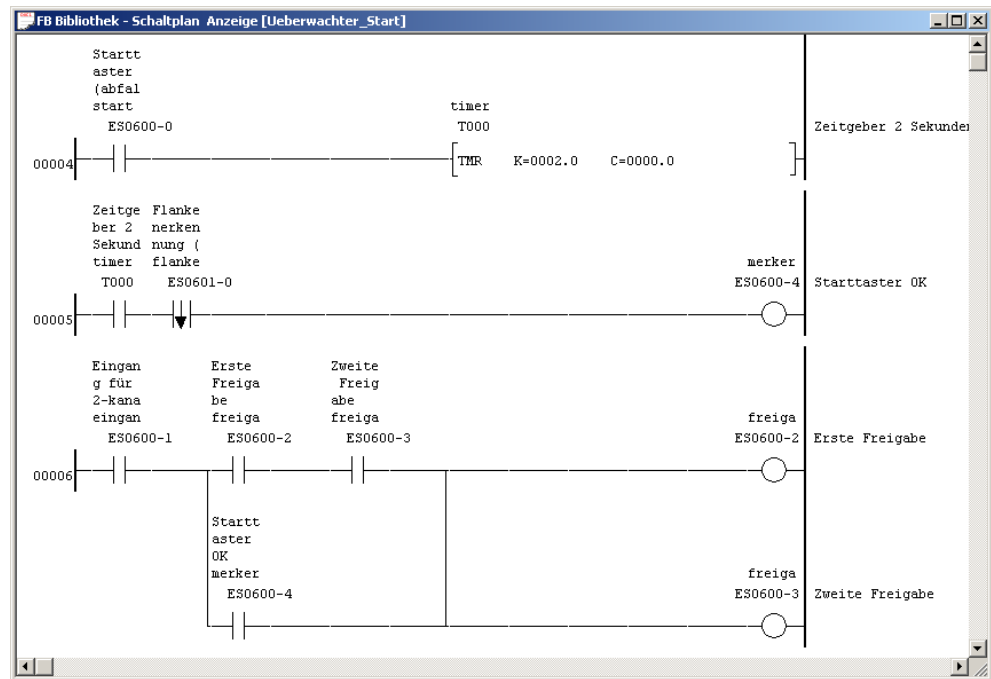 FB Bibliothek - Schaltplan Anzeige [Ueberwachter_Start]
Startt
aster
(abfal
start
ES0600-0
timer
T000
Zeitgeber 2 Sekunden
00004
TMR K=0002.0 C=0000.0
Zeitge Flanke
ber 2 nerken
Sekund nung (
timer flanke
T000 ES0601-0
merker
ES0600-4 Starttaster OK
00005
Eingan Erste Zweite
g für Freiga Freig
2-kana be abe
eingan freiga freiga
ES0600-1 ES0600-2 ES0600-3
freiga
ES0600-2 Erste Freigabe
00006
Startt
aster
OK
merker
ES0600-4
freiga
ES0600-3 Zweite Freigabe